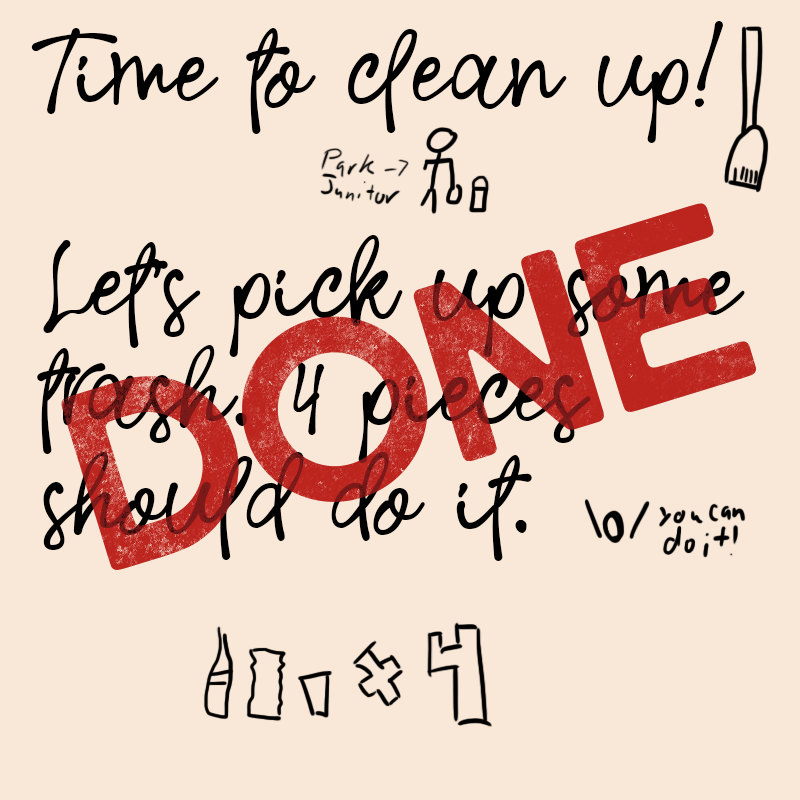 Time to clean up!
Park ->
Junitor
Let's pick up some
trash. 4 pieces
should do it.
DONE
\o/ you can
do it!
x 4